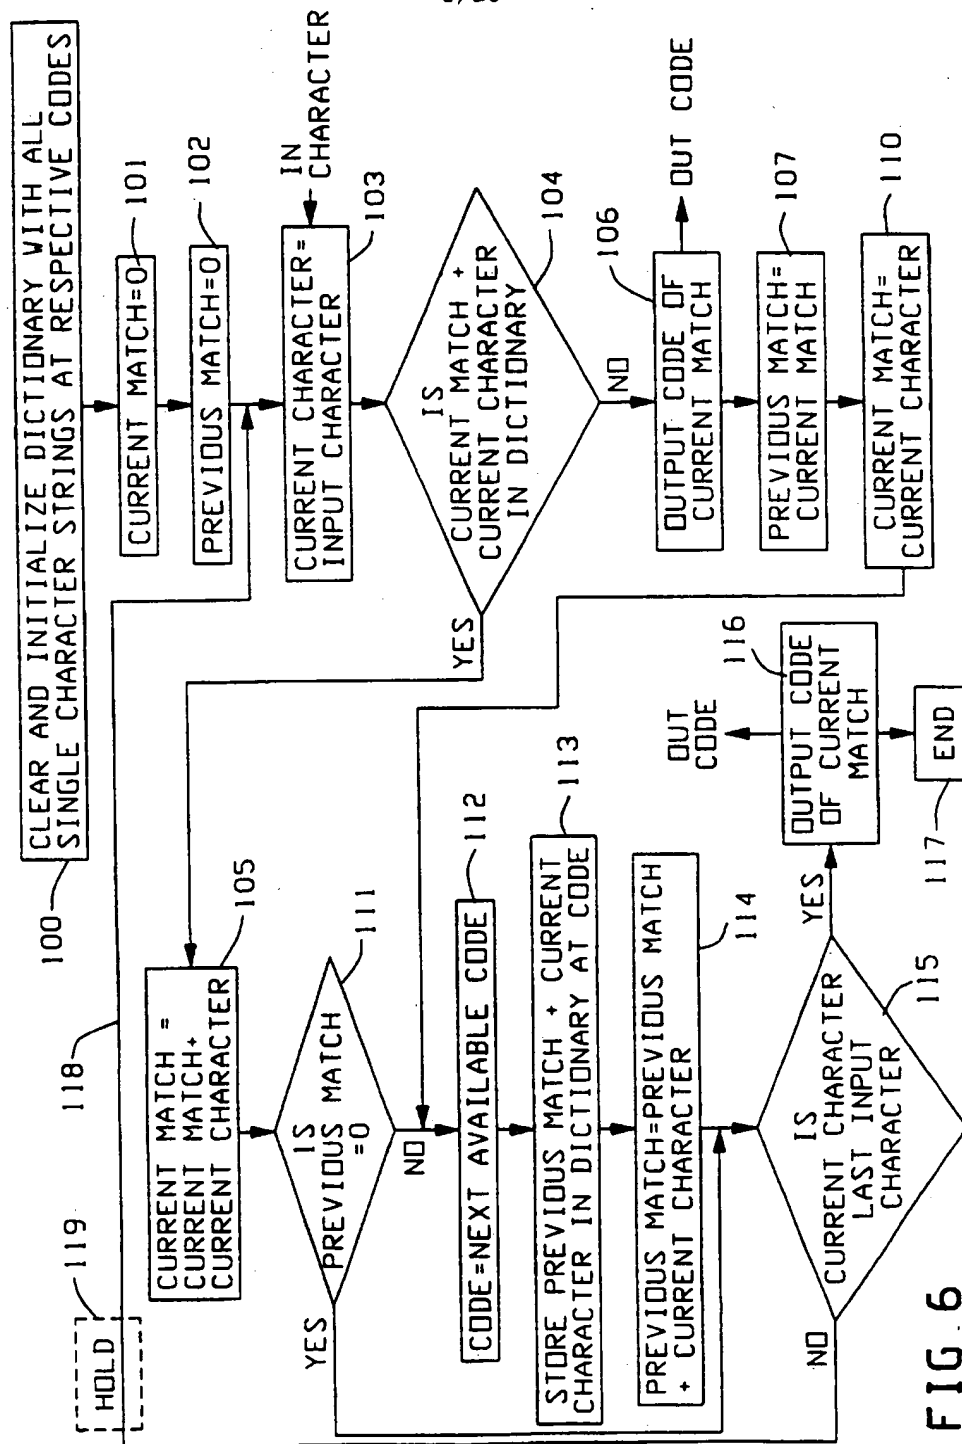 CLEAR AND INITIALIZE DICTIONARY WITH ALL
SINGLE CHARACTER STRINGS AT RESPECTIVE CODES
100
CURRENT MATCH=0
101
PREVIOUS MATCH=0
102
IN
CHARACTER
CURRENT CHARACTER=
INPUT CHARACTER
103
IS
CURRENT MATCH +
CURRENT CHARACTER
IN DICTIONARY
104
YES
NO
OUTPUT CODE OF
CURRENT MATCH
106
OUT CODE
PREVIOUS MATCH=
CURRENT MATCH
107
CURRENT MATCH=
CURRENT CHARACTER
110
HOLD
119
118
CURRENT MATCH =
CURRENT MATCH+
CURRENT CHARACTER
105
IS
PREVIOUS MATCH
=0
111
YES
NO
CODE=NEXT AVAILABLE CODE
112
STORE PREVIOUS MATCH + CURRENT
CHARACTER IN DICTIONARY AT CODE
113
PREVIOUS MATCH=PREVIOUS MATCH
+ CURRENT CHARACTER
114
IS
CURRENT CHARACTER
LAST INPUT
CHARACTER
115
NO
YES
OUT
CODE
OUTPUT CODE
OF CURRENT
MATCH
116
END
117
FIG.6